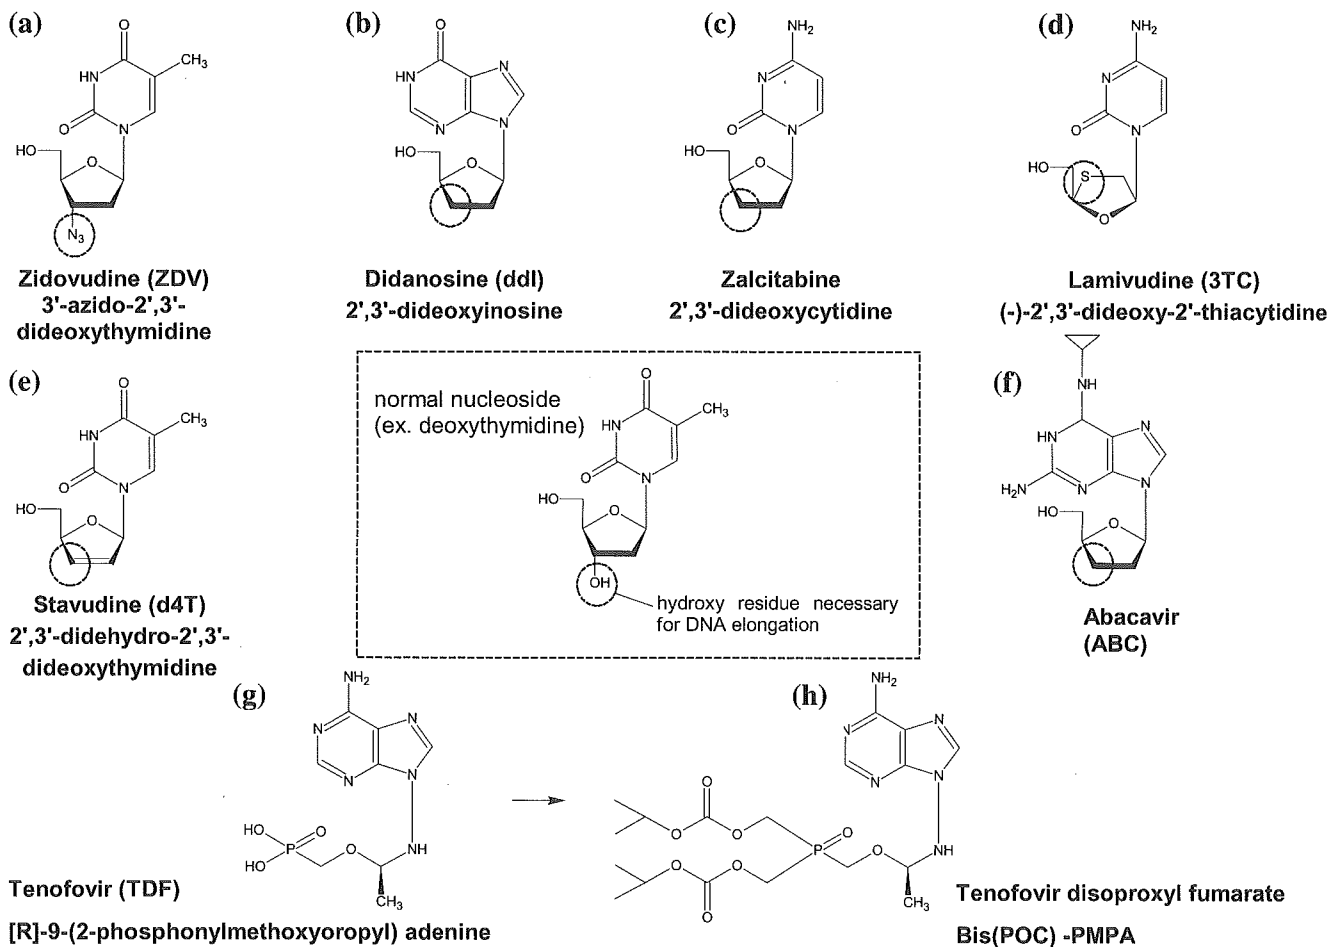 (a)
(b)
(c)
(d)
O
HN
CH3
O
N
HO
O
N3
Zidovudine (ZDV)
3'-azido-2',3'-
dideoxythymidine
O
HN
N
N
N
HO
O
Didanosine (ddI)
2',3'-dideoxyinosine
NH2
N
O
N
HO
O
Zalcitabine
2',3'-dideoxycytidine
NH2
N
O
N
HO
S
O
Lamivudine (3TC)
(-)-2',3'-dideoxy-2'-thiacytidine
(e)
O
HN
CH3
O
N
HO
O
Stavudine (d4T)
2',3'-didehydro-2',3'-
dideoxythymidine
normal nucleoside
(ex. deoxythymidine)
O
HN
CH3
O
N
HO
O
OH
hydroxy residue necessary
for DNA elongation
(f)
NH
HN
N
H2N
N
N
HO
O
Abacavir
(ABC)
(g)
NH2
N
N
N
N
HO
O
HO
P
O
NH
CH3
Tenofovir (TDF)
[R]-9-(2-phosphonylmethoxyoropyl) adenine
(h)
NH2
N
N
N
N
O
O
O
O
P
O
O
O
O
O
NH
CH3
Tenofovir disoproxyl fumarate
Bis(POC) -PMPA